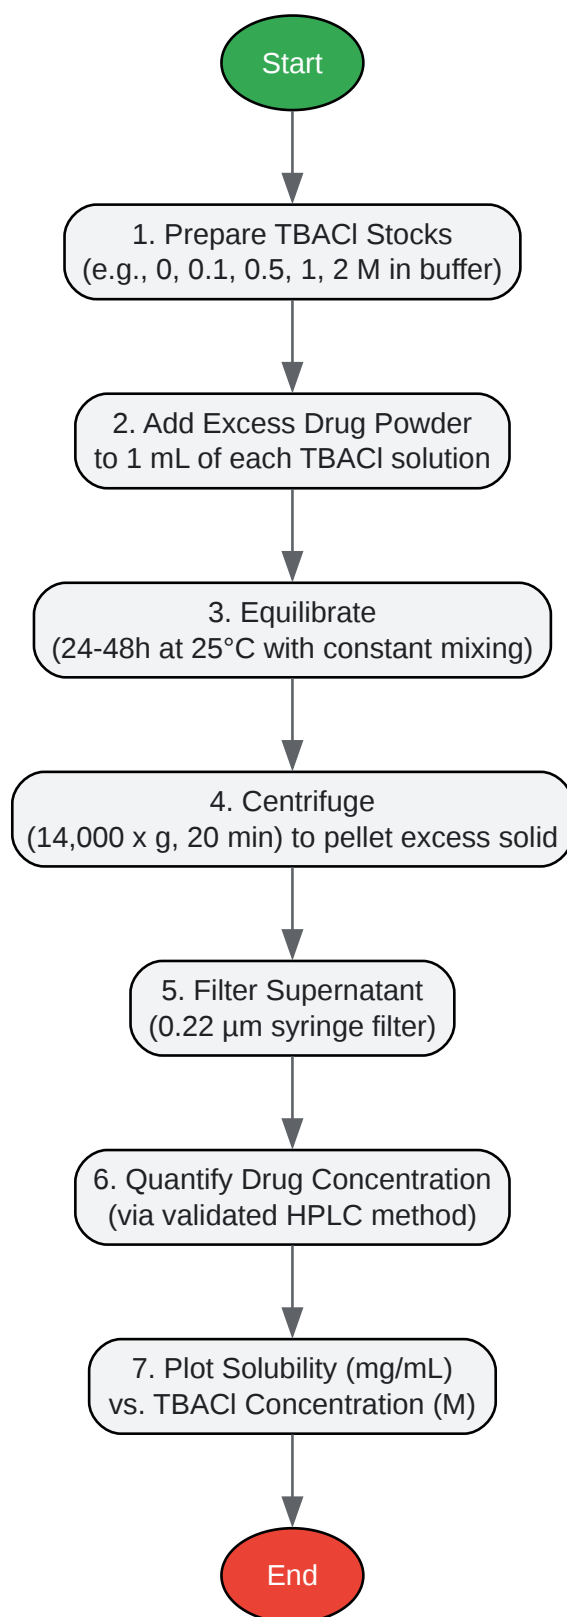 Start
1. Prepare TBACl Stocks
(e.g., 0, 0.1, 0.5, 1, 2 M in buffer)
2. Add Excess Drug Powder
to 1 mL of each TBACl solution
3. Equilibrate
(24-48h at 25°C with constant mixing)
4. Centrifuge
(14,000 x g, 20 min) to pellet excess solid
5. Filter Supernatant
(0.22 µm syringe filter)
6. Quantify Drug Concentration
(via validated HPLC method)
7. Plot Solubility (mg/mL)
vs. TBACl Concentration (M)
End